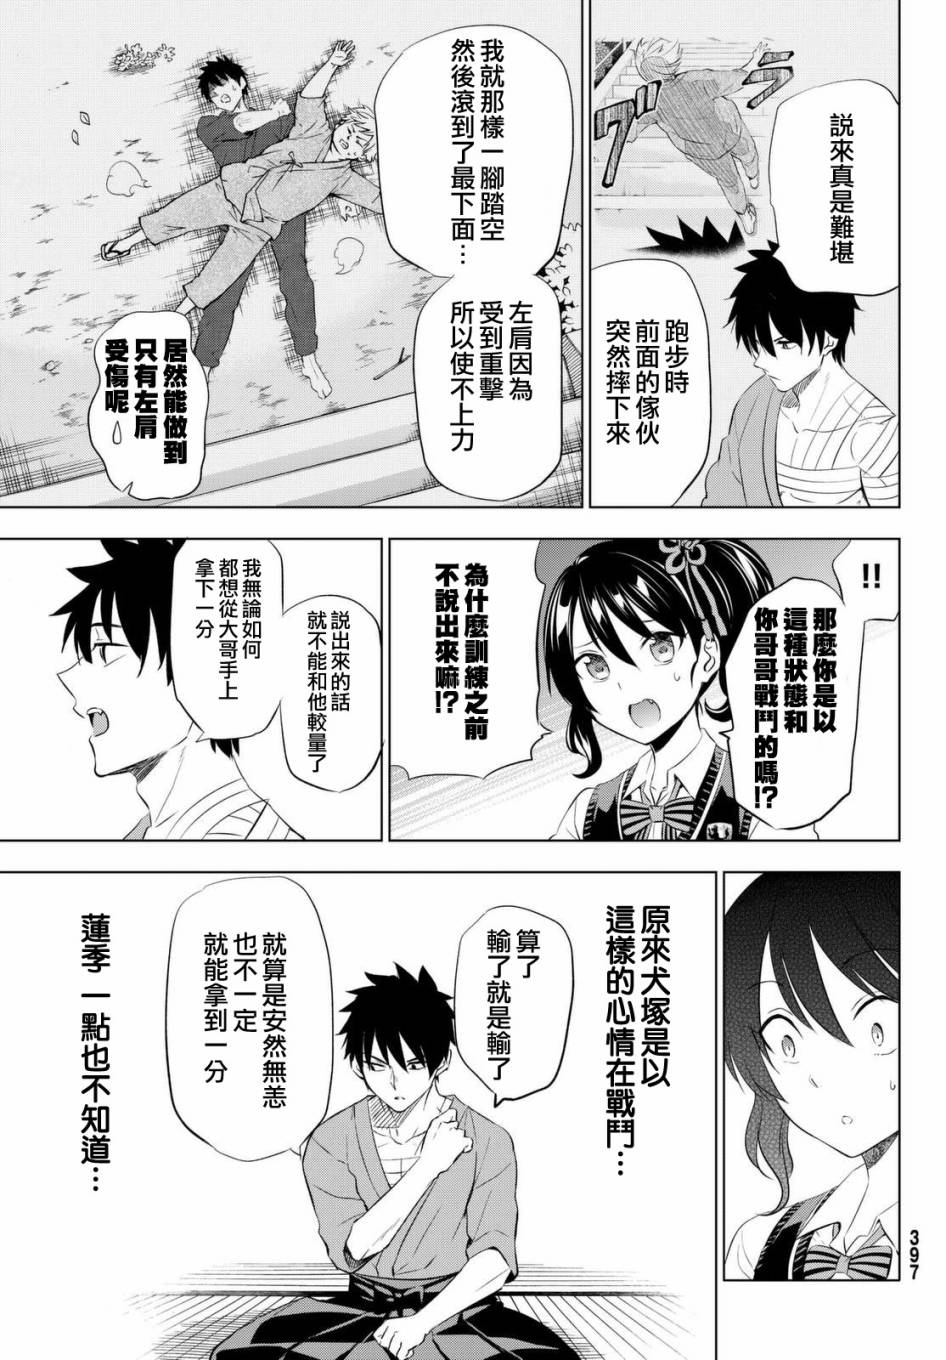 説來真是難堪
跑步時
前面的傢伙
突然摔下來
グラ
我就那樣一腳踏空
然後滾到了最下面…
左肩因為
受到重擊
所以使不上力
居然能做到
只有左肩
受傷呢
!!
那麼你是以
這種狀態和
你哥哥戰鬥的嗎!?
為什麼訓練之前
不說出來嘛!?
説出來的話
就不能和他較量了
我無論如何
都想從大哥手上
拿下一分
原來犬塚是以
這樣的心情在戰鬥…
算了
輸了就是輸了
就算是安然無恙
也不一定
就能拿到一分
蓮季 一點也不知道…
397